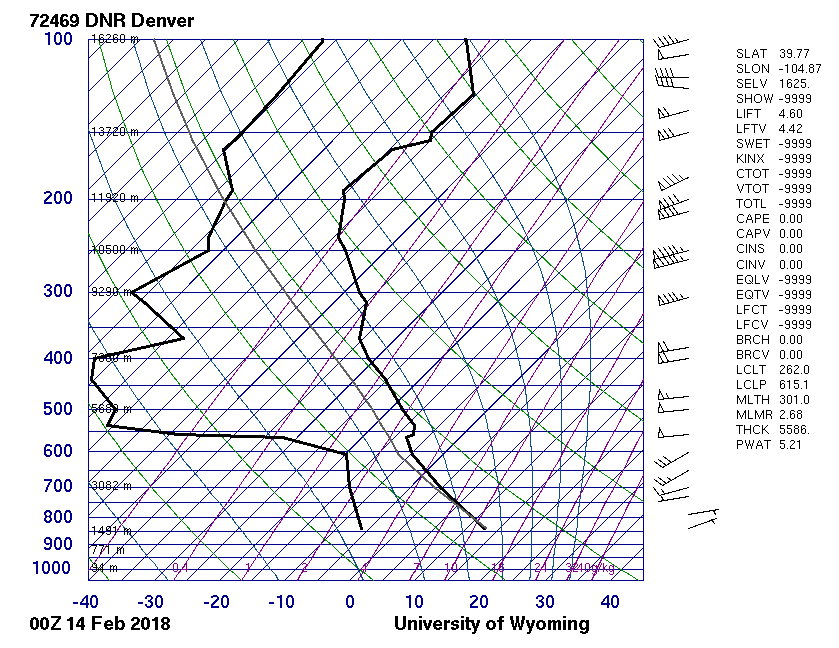 72469 DNR Denver
100 16260 m
13720 m
200 11920 m
10500 m
300 9290 m
400
500
600
700 3082 m
800
1491 m
900
771 m
1000
0.4 1 2 4 7 10 16 24 32 40g/kg
-40 -30 -20 -10 0 10 20 30 40
00Z 14 Feb 2018 University of Wyoming
SLAT 39.77
SLON -104.87
SELV 1625.
SHOW -9999
LIFT 4.60
LFTV 4.42
SWET -9999
KINX -9999
CTOT -9999
VTOT -9999
TOTL -9999
CAPE 0.00
CAPV 0.00
CINS 0.00
CINV 0.00
EQLV -9999
EQTV -9999
LFCT -9999
LFCV -9999
BRCH 0.00
BRCV 0.00
LCLT 262.0
LCLP 615.1
MLTH 301.0
MLMR 2.68
THCK 5586.
PWAT 5.21